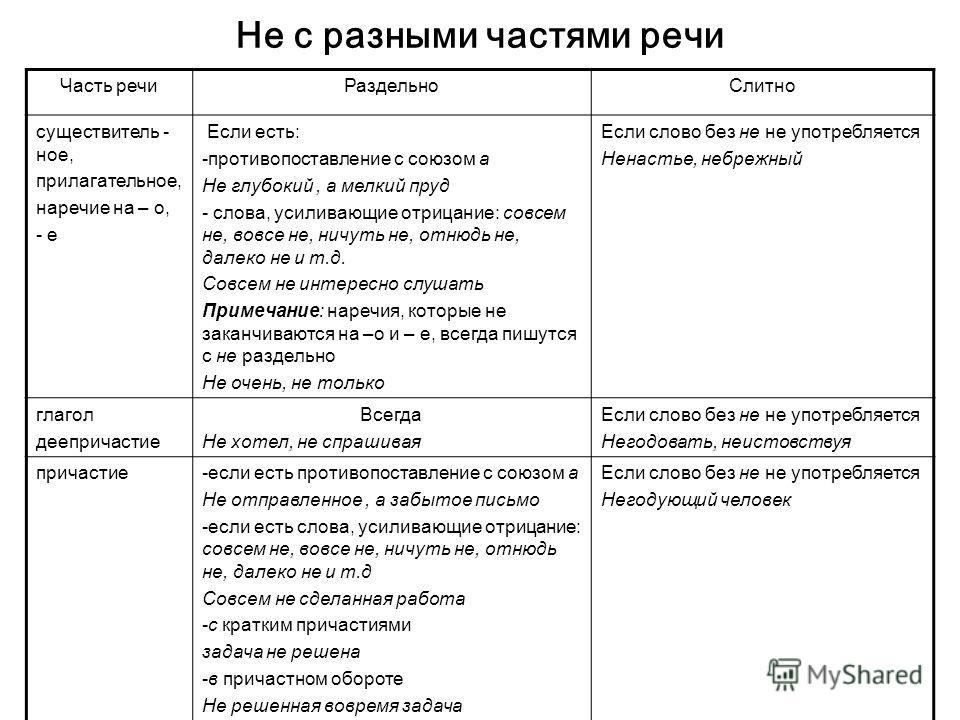 Не с разными частями речи
Часть речи
Раздельно
Слитно
существитель -
ное,
прилагательное,
наречие на – о,
- е
Если есть:
-противопоставление с союзом а
Не глубокий , а мелкий пруд
- слова, усиливающие отрицание: совсем
не, вовсе не, ничуть не, отнюдь не,
далеко не и т.д.
Совсем не интересно слушать
Примечание: наречия, которые не
заканчиваются на –о и – е, всегда пишутся
с не раздельно
Не очень, не только
Если слово без не не употребляется
Ненастье, небрежный
глагол
деепричастие
Всегда
Не хотел, не спрашивая
Если слово без не не употребляется
Негодовать, неистовствуя
причастие
-если есть противопоставление с союзом а
Не отправленное , а забытое письмо
-если есть слова, усиливающие отрицание:
совсем не, вовсе не, ничуть не, отнюдь
не, далеко не и т.д
Совсем не сделанная работа
-с кратким причастиями
задача не решена
-в причастном обороте
Не решенная вовремя задача
Если слово без не не употребляется
Негодующий человек
MyShared